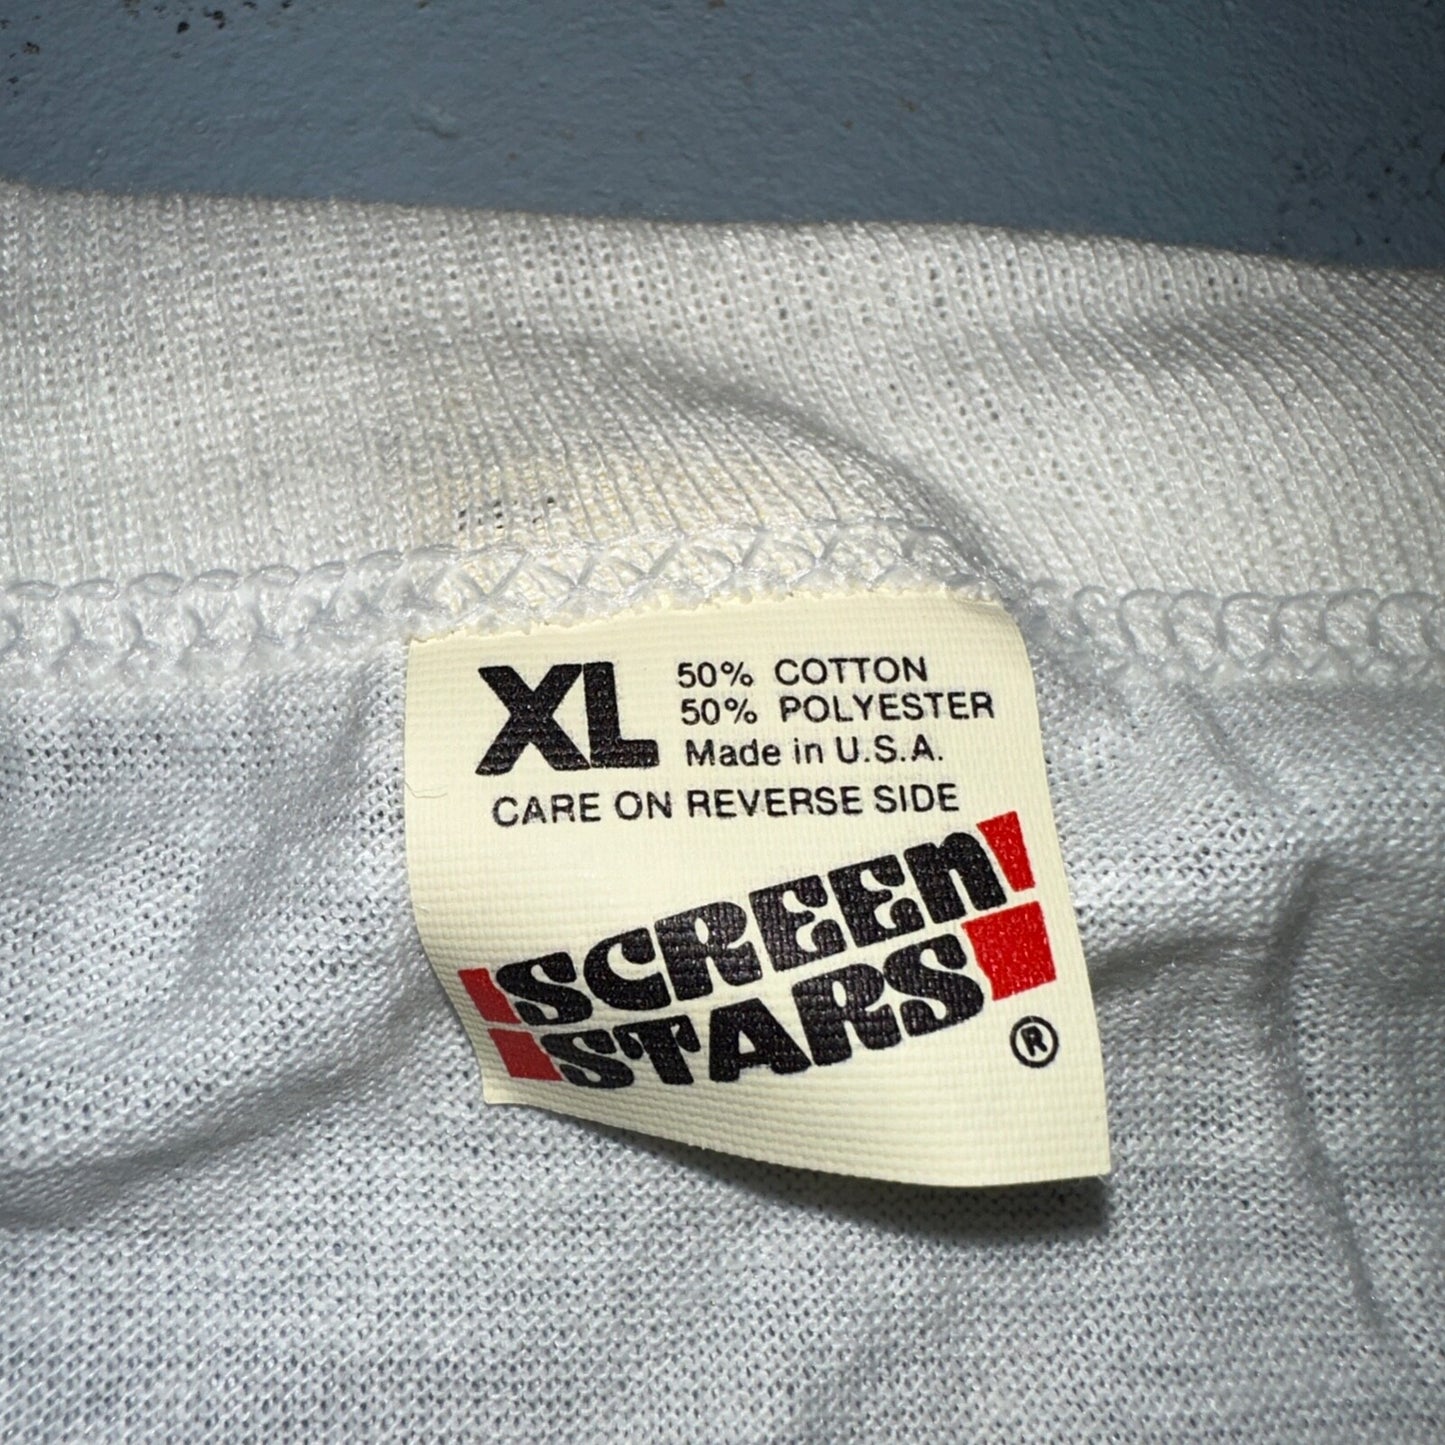 XL 50% COTTON
50% POLYESTER
Made in U.S.A.
CARE ON REVERSE SIDE
SCREEN
STARS
®